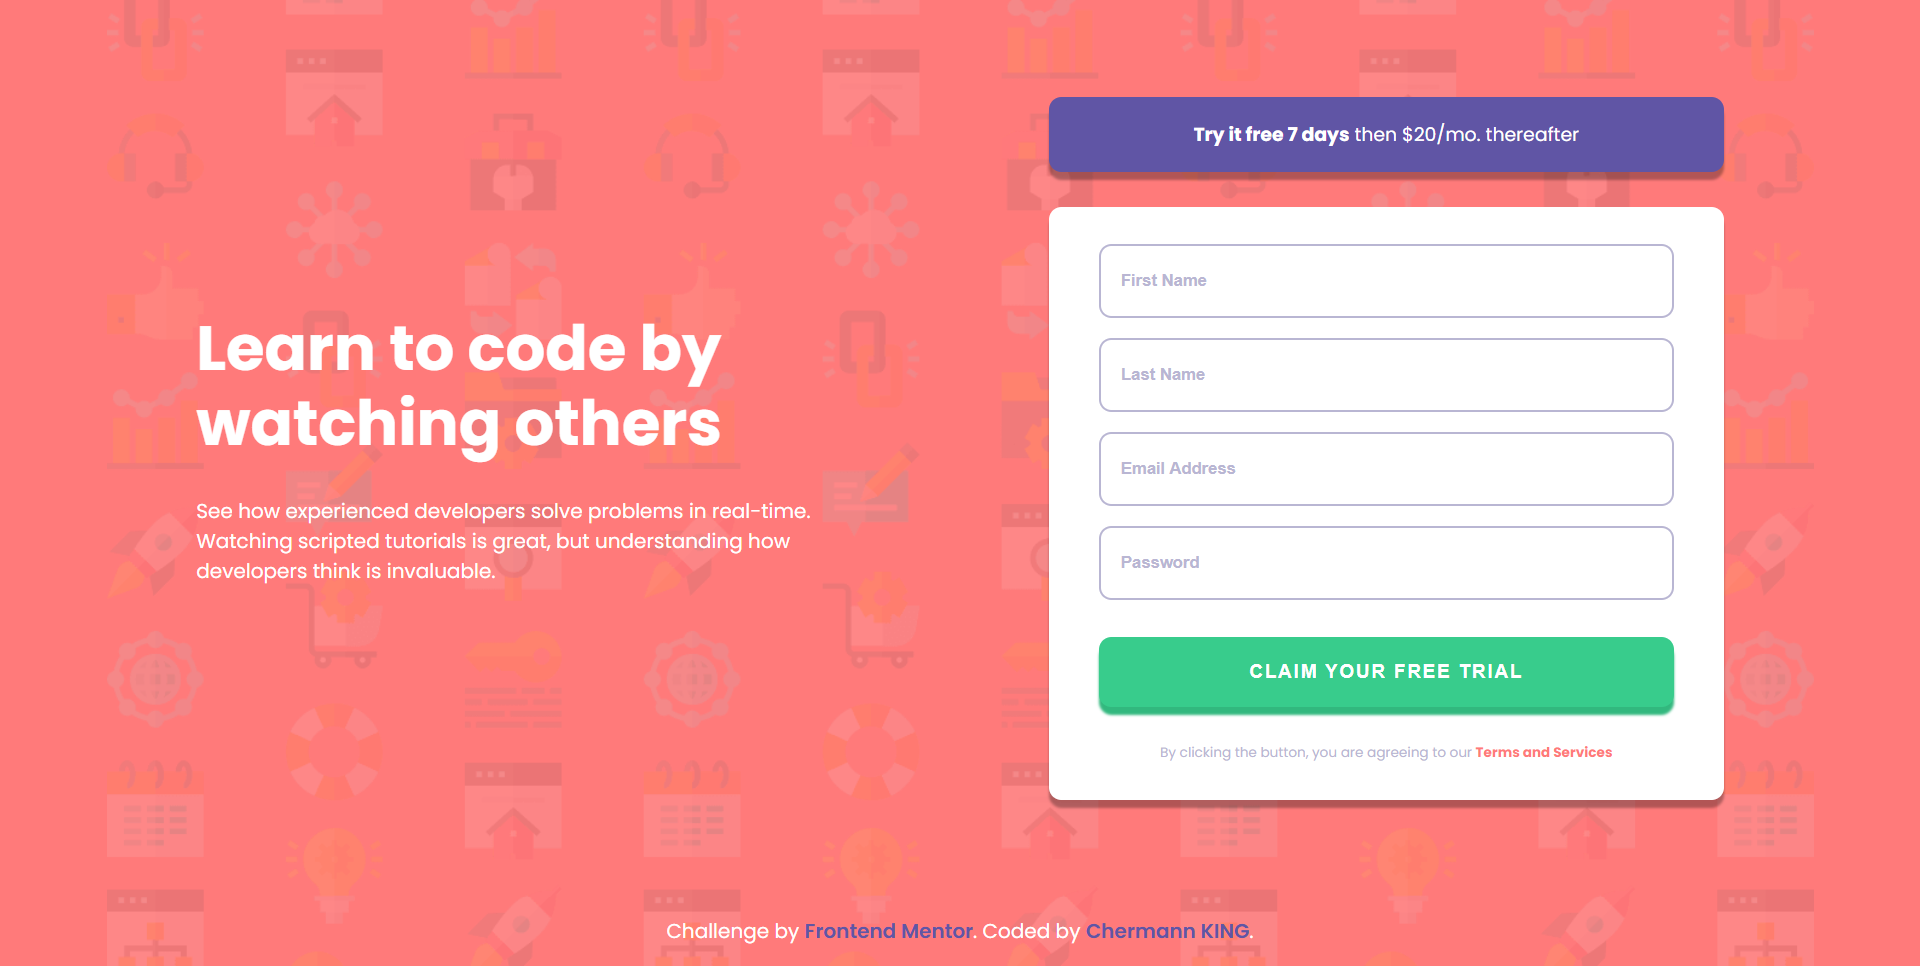 Learn to code by
watching others
See how experienced developers solve problems in real-time.
Watching scripted tutorials is great, but understanding how
developers think is invaluable.
Try it free 7 days then $20/mo. thereafter
First Name
Last Name
Email Address
Password
CLAIM YOUR FREE TRIAL
By clicking the button, you are agreeing to our Terms and Services
Challenge by Frontend Mentor. Coded by Chermann KING.